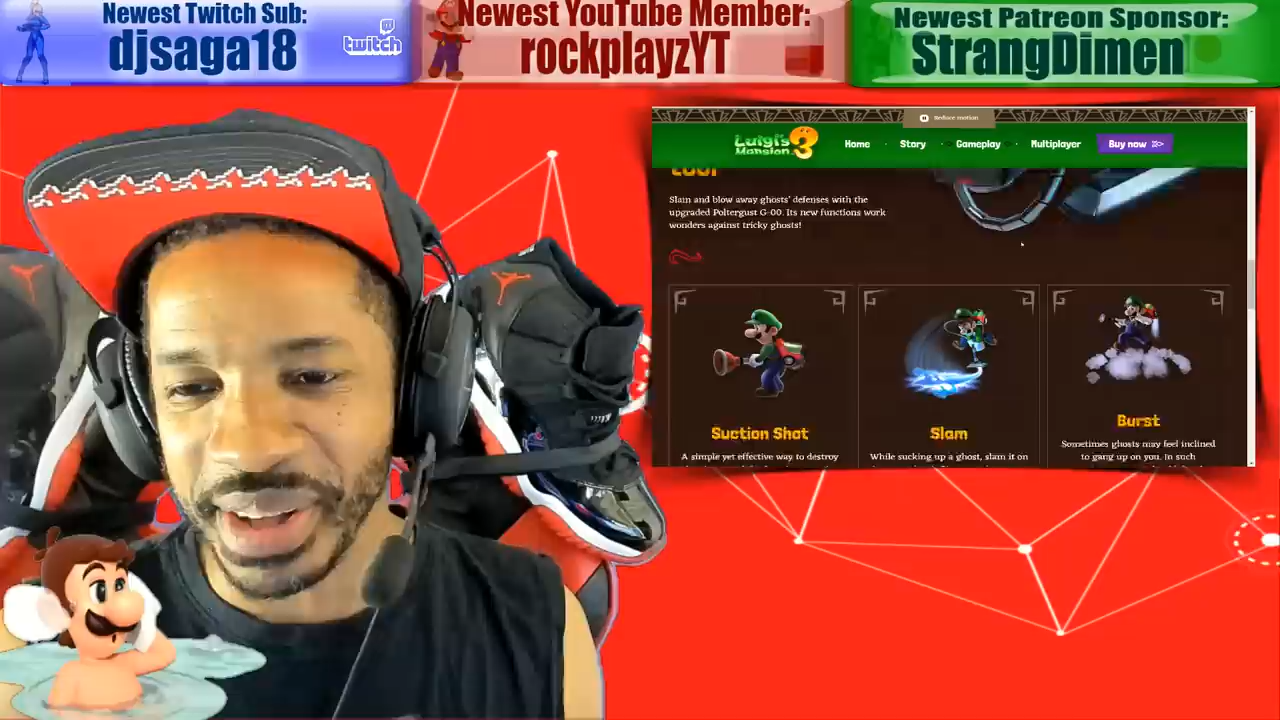 Newest Twitch Sub:
djsaga18
twitch
Newest YouTube Member:
rockplayzYT
Newest Patreon Sponsor:
StrangDimen
Reduce motion
Luigi's Mansion 3
Home
Story
Gameplay
Multiplayer
Buy now
tool
Slam and blow away ghosts' defenses with the
upgraded Poltergust G-00. Its new functions work
wonders against tricky ghosts!
Suction Shot
Slam
Burst
A simple yet effective way to destroy
While sucking up a ghost, slam it on
Sometimes ghosts may feel inclined
to gang up on you. In such